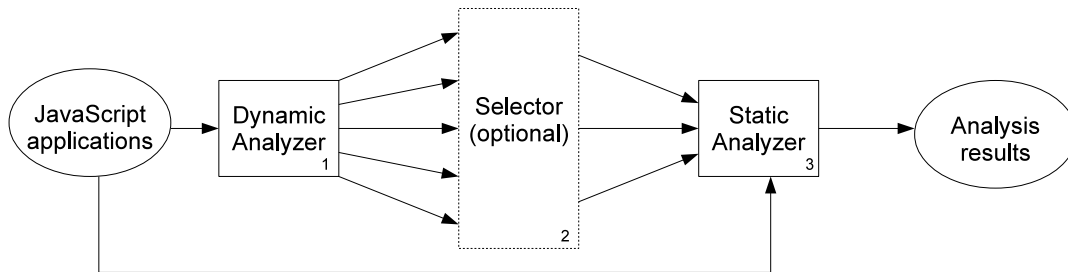 JavaScript
applications
Dynamic
Analyzer
1
Selector
(optional)
2
Static
Analyzer
3
Analysis
results